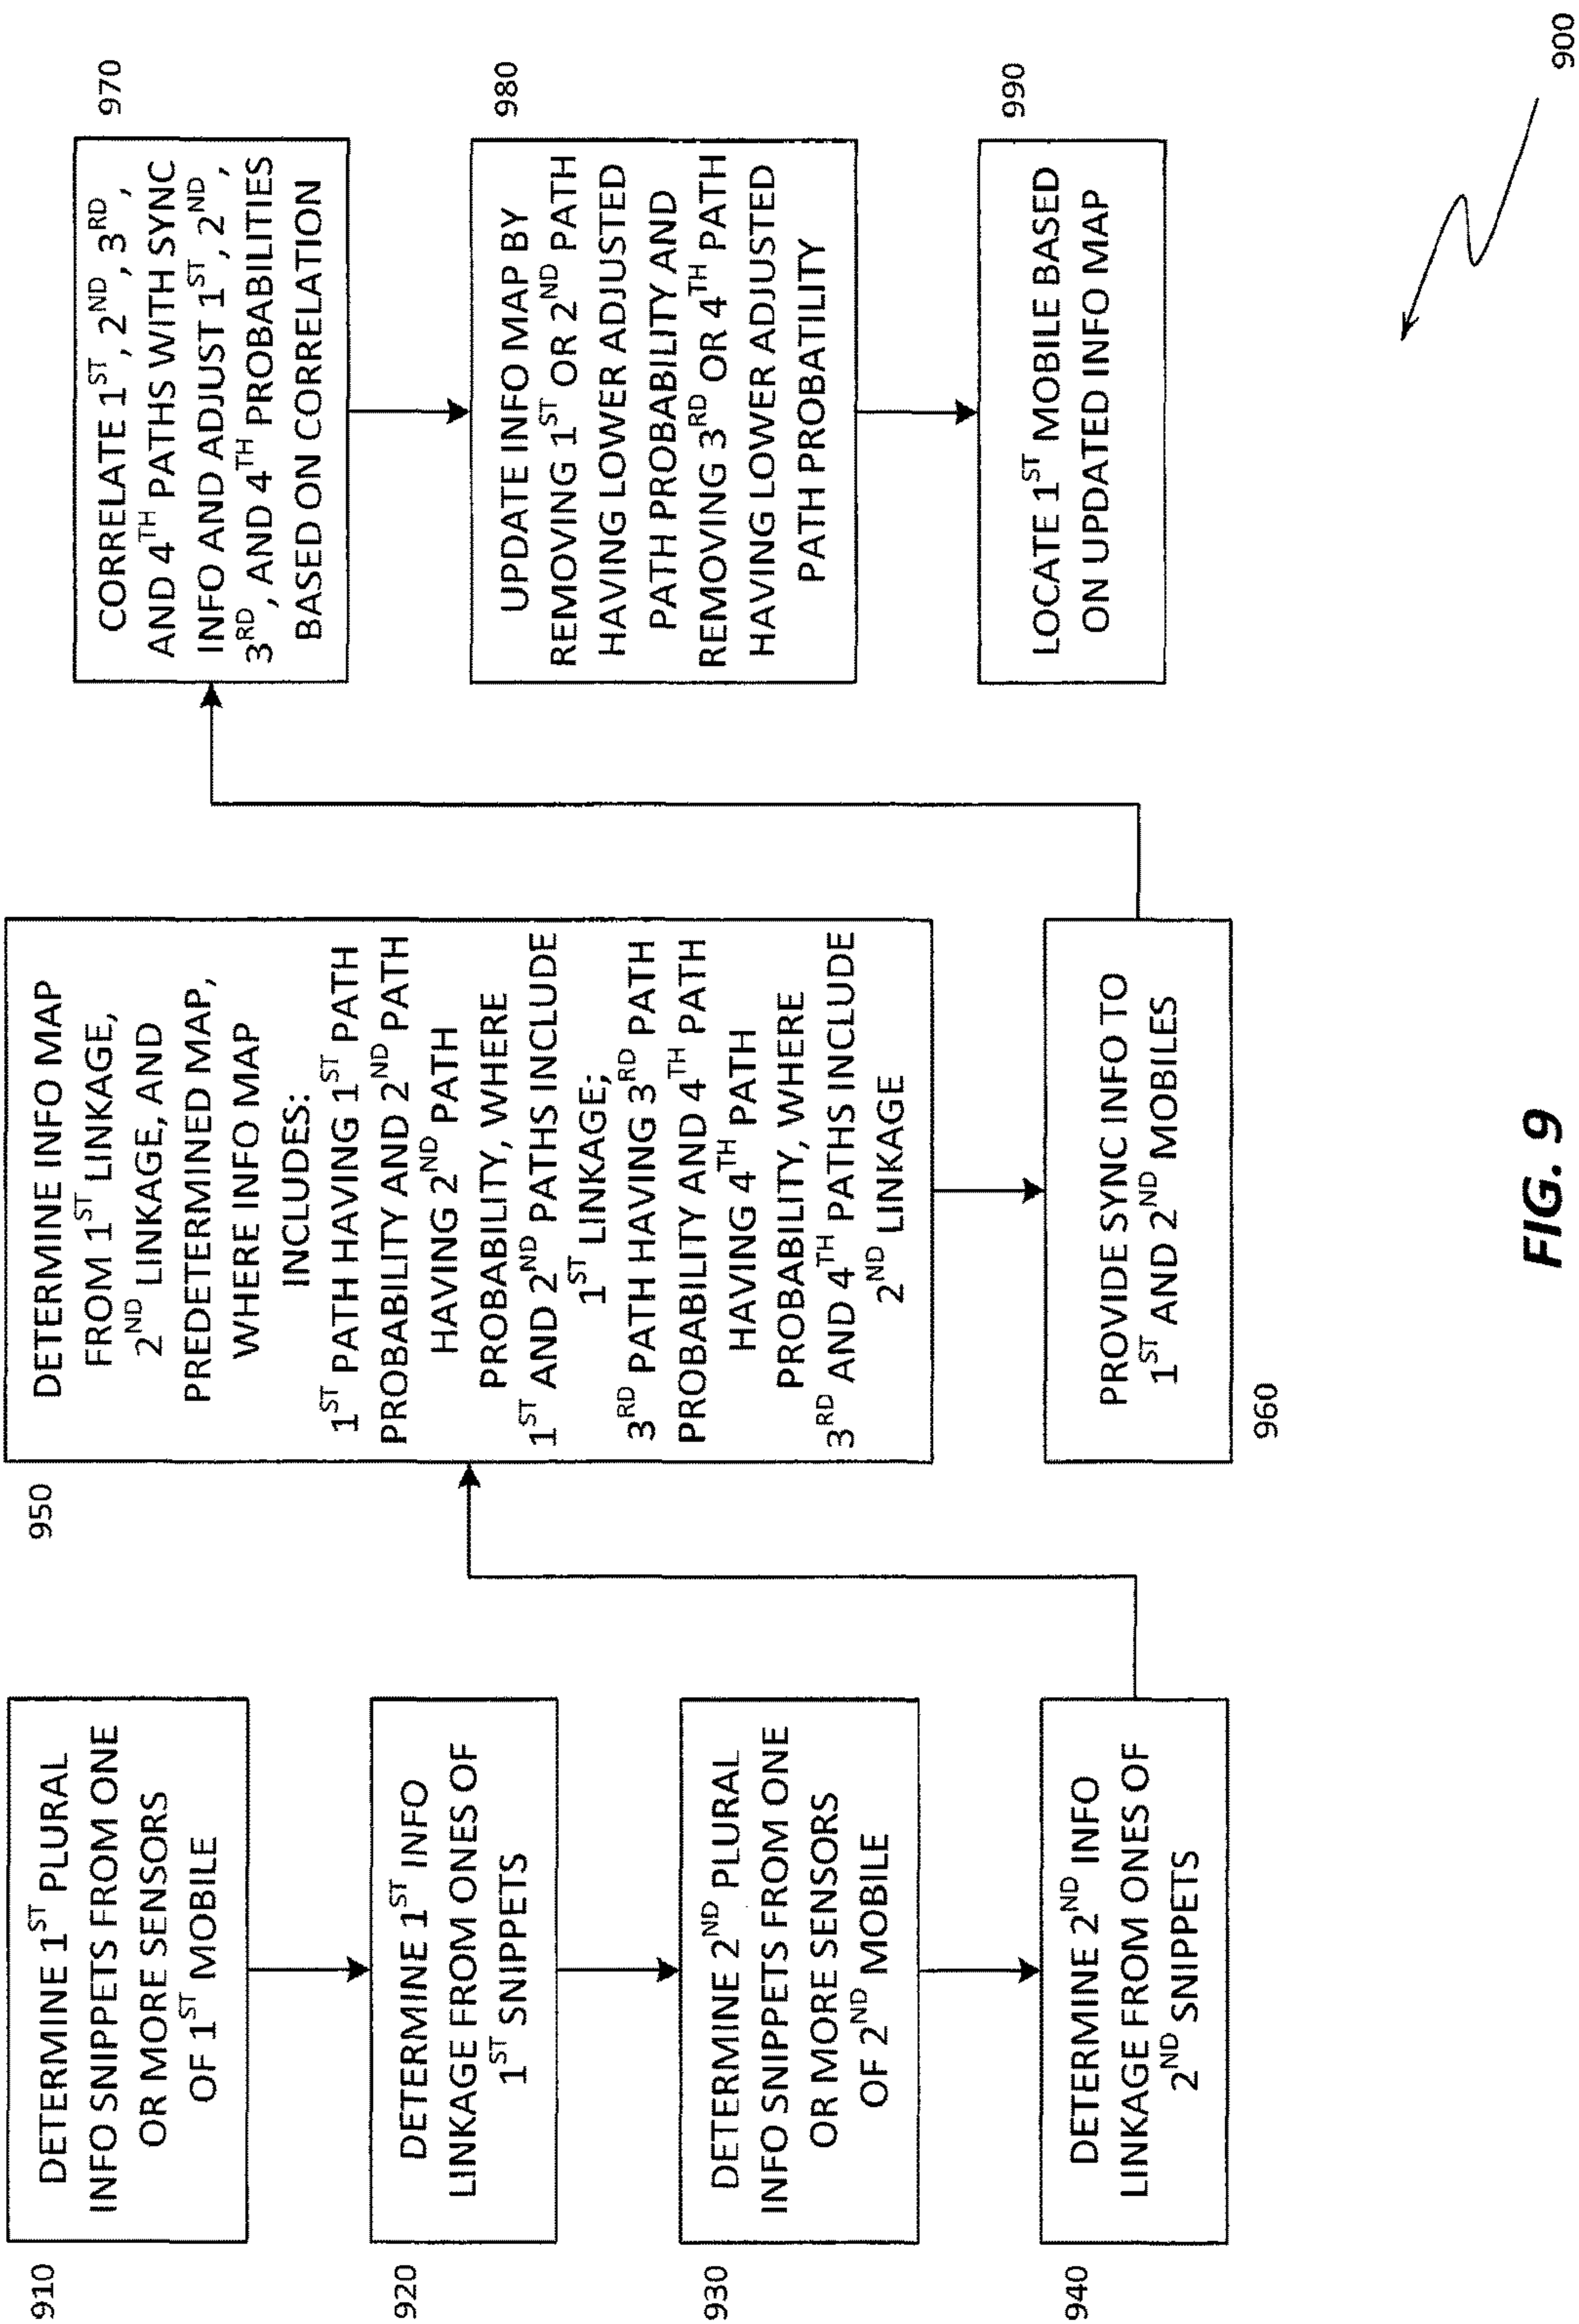 910
DETERMINE 1ST PLURAL
INFO SNIPPETS FROM ONE
OR MORE SENSORS
OF 1ST MOBILE
920
DETERMINE 1ST INFO
LINKAGE FROM ONES OF
1ST SNIPPETS
930
DETERMINE 2ND PLURAL
INFO SNIPPETS FROM ONE
OR MORE SENSORS
OF 2ND MOBILE
940
DETERMINE 2ND INFO
LINKAGE FROM ONES OF
2ND SNIPPETS
950
DETERMINE INFO MAP
FROM 1ST LINKAGE,
2ND LINKAGE, AND
PREDETERMINED MAP,
WHERE INFO MAP
INCLUDES:
1ST PATH HAVING 1ST PATH
PROBABILITY AND 2ND PATH
HAVING 2ND PATH
PROBABILITY, WHERE
1ST AND 2ND PATHS INCLUDE
1ST LINKAGE;
3RD PATH HAVING 3RD PATH
PROBABILITY AND 4TH PATH
HAVING 4TH PATH
PROBABILITY, WHERE
3RD AND 4TH PATHS INCLUDE
2ND LINKAGE
PROVIDE SYNC INFO TO
1ST AND 2ND MOBILES
960
970
CORRELATE 1ST, 2ND, 3RD,
AND 4TH PATHS WITH SYNC
INFO AND ADJUST 1ST, 2ND,
3RD, AND 4TH PROBABILITIES
BASED ON CORRELATION
980
UPDATE INFO MAP BY
REMOVING 1ST OR 2ND PATH
HAVING LOWER ADJUSTED
PATH PROBABILITY AND
REMOVING 3RD OR 4TH PATH
HAVING LOWER ADJUSTED
PATH PROBATILITY
990
LOCATE 1ST MOBILE BASED
ON UPDATED INFO MAP
900
FIG. 9